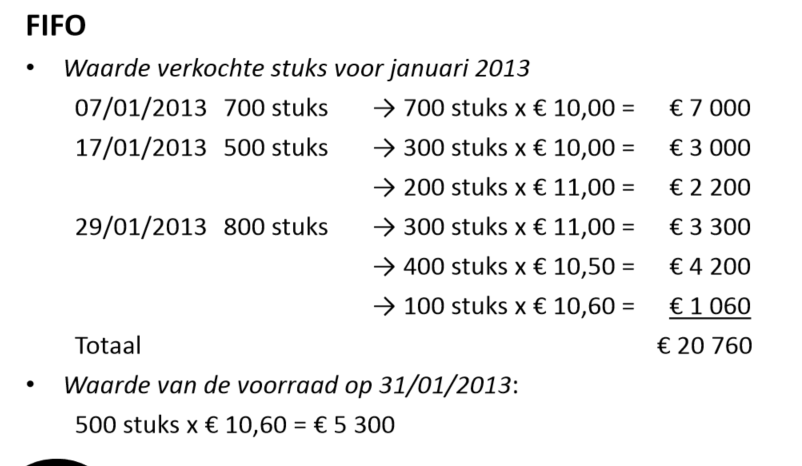 FIFO
• Waarde verkochte stuks voor januari 2013
07/01/2013 700 stuks → 700 stuks x € 10,00 = € 7 000
17/01/2013 500 stuks → 300 stuks x € 10,00 = € 3 000
→ 200 stuks x € 11,00 = € 2 200
29/01/2013 800 stuks → 300 stuks x € 11,00 = € 3 300
→ 400 stuks x € 10,50 = € 4 200
→ 100 stuks x € 10,60 = € 1 060
Totaal € 20 760
• Waarde van de voorraad op 31/01/2013:
500 stuks x € 10,60 = € 5 300